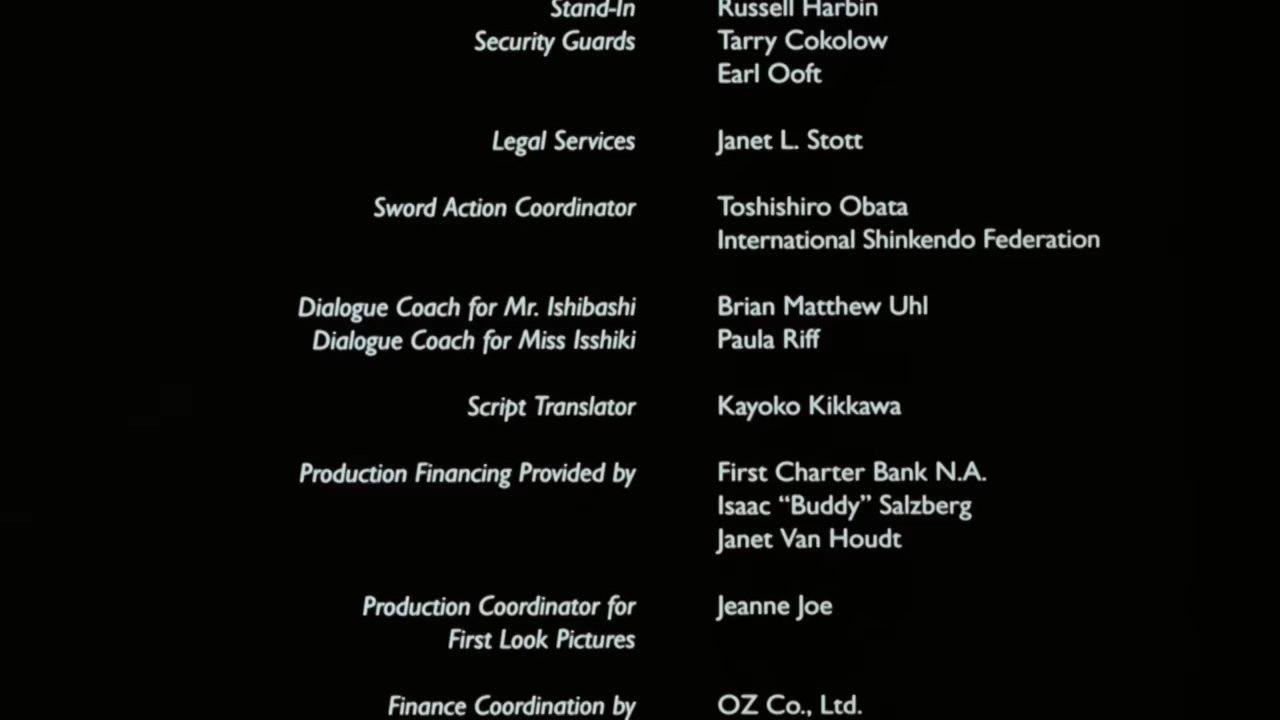 Stand-In Russell Harbin
Security Guards Tarry Cokolow
Earl Ooft
Legal Services Janet L. Stott
Sword Action Coordinator Toshishiro Obata
International Shinkendo Federation
Dialogue Coach for Mr. Ishibashi Brian Matthew Uhl
Dialogue Coach for Miss Isshiki Paula Riff
Script Translator Kayoko Kikkawa
Production Financing Provided by First Charter Bank N.A.
Isaac “Buddy” Salzberg
Janet Van Houdt
Production Coordinator for Jeanne Joe
First Look Pictures
Finance Coordination by OZ Co., Ltd.